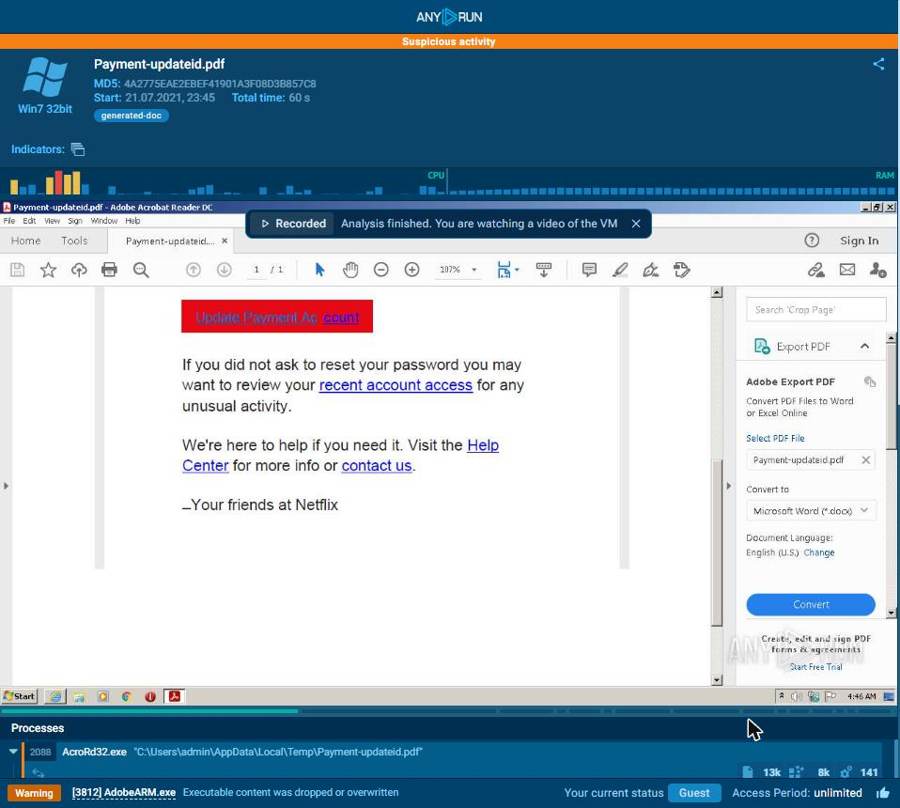 ANY RUN
Suspicious activity
Payment-updateid.pdf
MD5: 4A2775EAE2EBEF41901A3F08D3B857C8
Start: 21.07.2021, 23:45 Total time: 60 s
Win7 32bit
generated-doc
Indicators:
CPU
RAM
Payment-updateid.pdf - Adobe Acrobat Reader DC
File Edit View Sign Window Help
Recorded Analysis finished. You are watching a video of the VM
Home Tools Payment-updateid.... × Sign In
1 / 1 107%
Update Payment Ac count
If you did not ask to reset your password you may
want to review your recent account access for any
unusual activity.
We're here to help if you need it. Visit the Help
Center for more info or contact us.
–Your friends at Netflix
Search 'Crop Page'
Export PDF
Adobe Export PDF
Convert PDF Files to Word
or Excel Online
Select PDF File
Payment-updateid.pdf
Convert to
Microsoft Word (*.docx)
Document Language:
English (U.S.) Change
Convert
Create, edit and sign PDF
forms & agreements
Start Free Trial
ANY RUN
Start
4:46 AM
Processes
2088 AcroRd32.exe "C:\Users\admin\AppData\Local\Temp\Payment-updateid.pdf"
13k 8k 141
Warning [3812] AdobeARM.exe Executable content was dropped or overwritten
Your current status Guest Access Period: unlimited